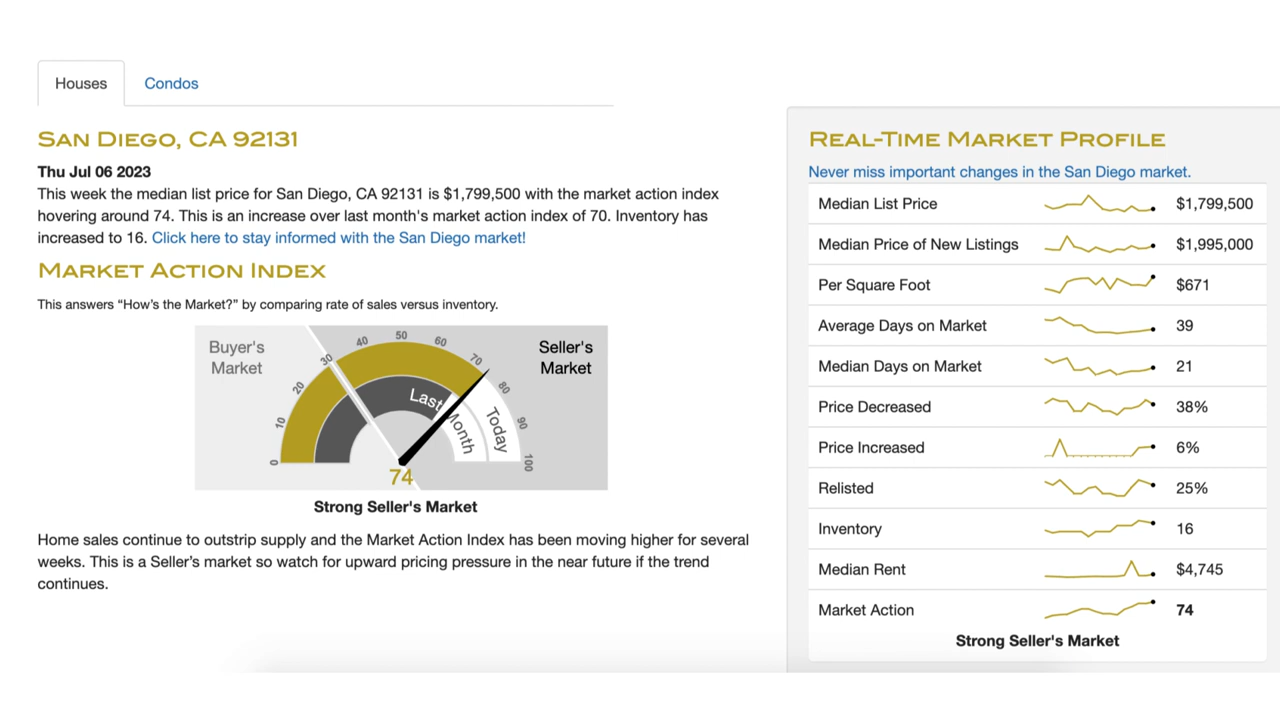 Houses
Condos
SAN DIEGO, CA 92131
Thu Jul 06 2023
This week the median list price for San Diego, CA 92131 is $1,799,500 with the market action index
hovering around 74. This is an increase over last month's market action index of 70. Inventory has
increased to 16. Click here to stay informed with the San Diego market!
MARKET ACTION INDEX
This answers “How’s the Market?” by comparing rate of sales versus inventory.
Buyer's
Market
Seller's
Market
0
10
20
30
40
50
60
70
80
90
100
Last Month
Today
74
Strong Seller's Market
Home sales continue to outstrip supply and the Market Action Index has been moving higher for several
weeks. This is a Seller’s market so watch for upward pricing pressure in the near future if the trend
continues.
REAL-TIME MARKET PROFILE
Never miss important changes in the San Diego market.
Median List Price $1,799,500
Median Price of New Listings $1,995,000
Per Square Foot $671
Average Days on Market 39
Median Days on Market 21
Price Decreased 38%
Price Increased 6%
Relisted 25%
Inventory 16
Median Rent $4,745
Market Action 74
Strong Seller's Market